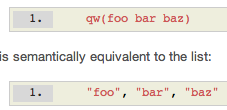 1. qw(foo bar baz)
is semantically equivalent to the list:
1. "foo", "bar", "baz"